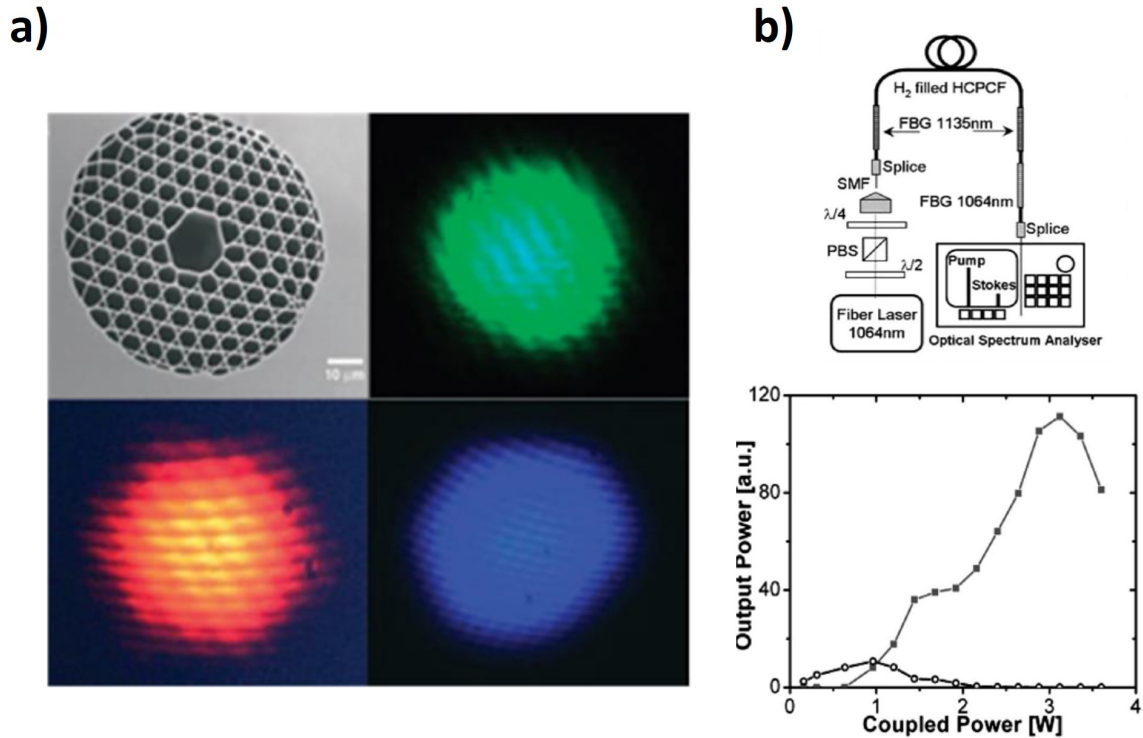 a)
10 μm
b)
H₂ filled HCPCF
FBG 1135nm
Splice
SMF
FBG 1064nm
λ/4
Splice
PBS
λ/2
Pump
Stokes
Fiber Laser
1064nm
Optical Spectrum Analyser
120
80
40
0
Output Power [a.u.]
0 1 2 3 4
Coupled Power [W]